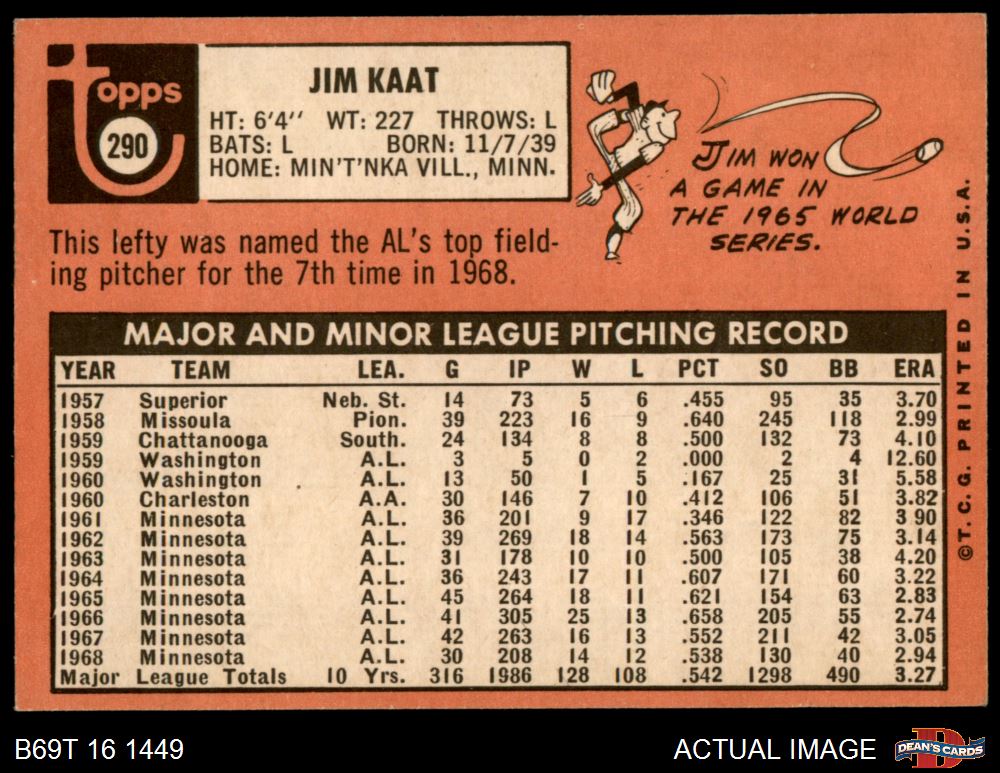 topps
290
JIM KAAT
HT: 6'4'' WT: 227 THROWS: L
BATS: L BORN: 11/7/39
HOME: MIN'T'NKA VILL., MINN.
JIM WON
A GAME IN
THE 1965 WORLD
SERIES.
This lefty was named the AL's top field-
ing pitcher for the 7th time in 1968.
MAJOR AND MINOR LEAGUE PITCHING RECORD
YEAR TEAM LEA. G IP W L PCT SO BB ERA
1957 Superior Neb. St. 14 73 5 6 .455 95 35 3.70
1958 Missoula Pion. 39 223 16 9 .640 245 118 2.99
1959 Chattanooga South. 24 134 8 8 .500 132 73 4.10
1959 Washington A.L. 3 5 0 2 .000 2 4 12.60
1960 Washington A.L. 13 50 1 5 .167 25 31 5.58
1960 Charleston A.A. 30 146 7 10 .412 106 51 3.82
1961 Minnesota A.L. 36 201 9 17 .346 122 82 3.90
1962 Minnesota A.L. 39 269 18 14 .563 173 75 3.14
1963 Minnesota A.L. 31 178 10 10 .500 105 38 4.20
1964 Minnesota A.L. 36 243 17 11 .607 171 60 3.22
1965 Minnesota A.L. 45 264 18 11 .621 154 63 2.83
1966 Minnesota A.L. 41 305 25 13 .658 205 55 2.74
1967 Minnesota A.L. 42 263 16 13 .552 211 42 3.05
1968 Minnesota A.L. 30 208 14 12 .538 130 40 2.94
Major League Totals 10 Yrs. 316 1986 128 108 .542 1298 490 3.27
©T.C.G. PRINTED IN U.S.A.
B69T 16 1449
ACTUAL IMAGE
D
DEAN'S CARDS